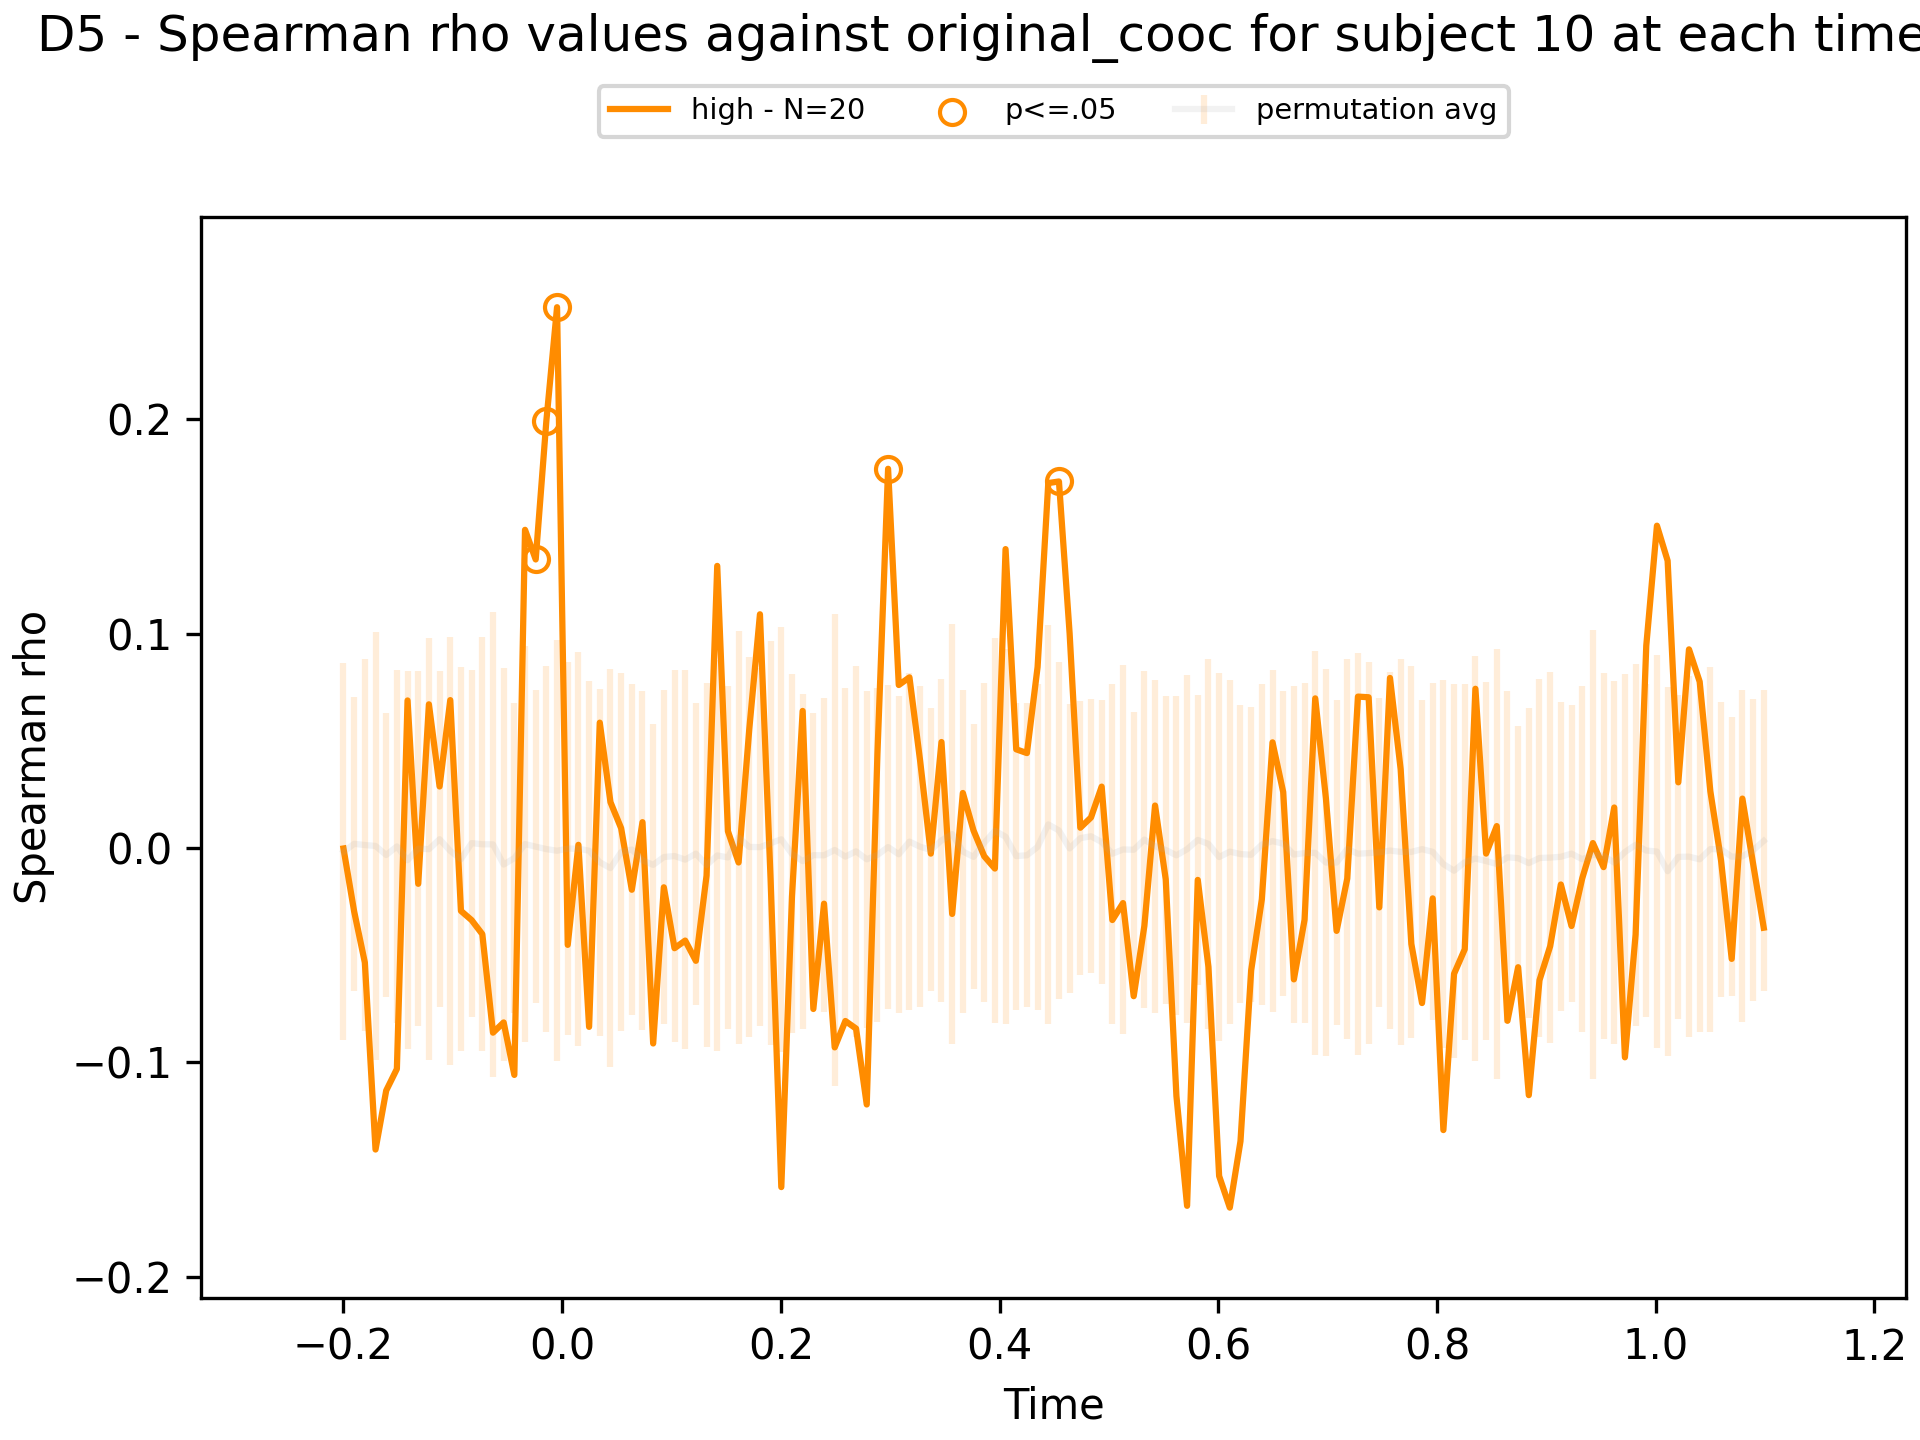 D5 - Spearman rho values against original_cooc for subject 10 at each time
high - N=20 p<=.05 permutation avg
Spearman rho
0.2
0.1
0.0
−0.1
−0.2
−0.2 0.0 0.2 0.4 0.6 0.8 1.0 1.2
Time